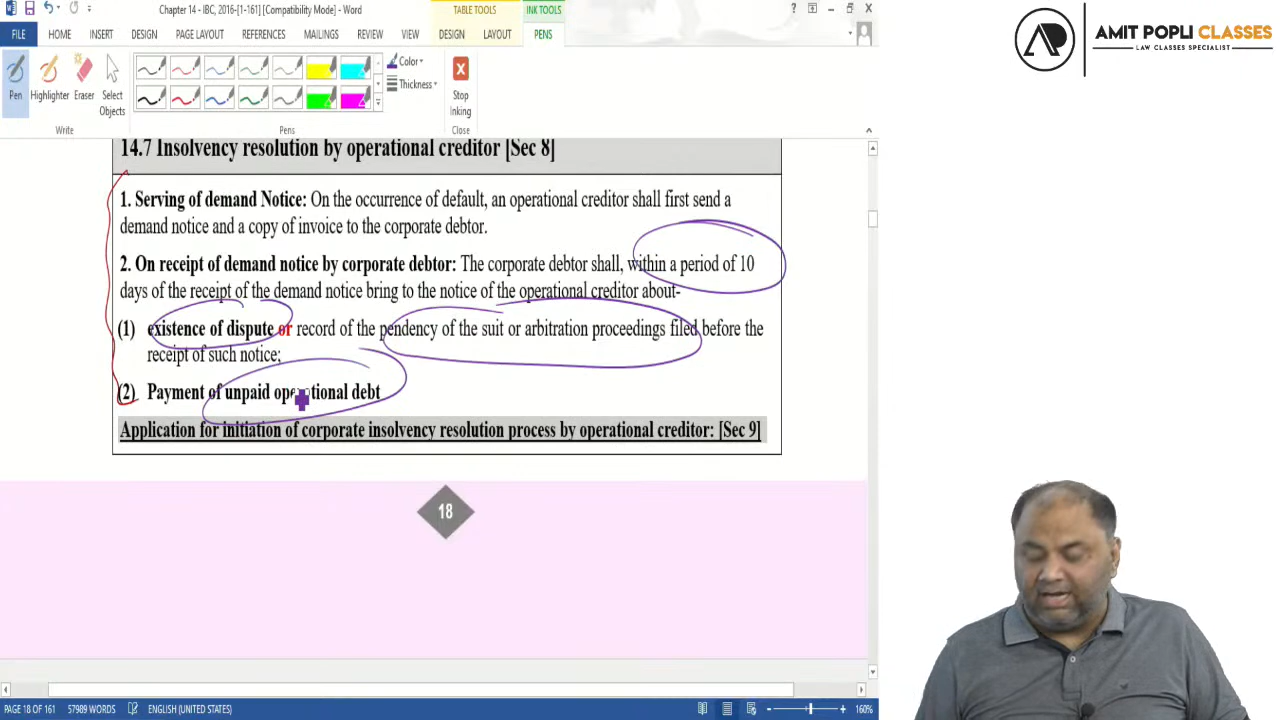 Chapter 14 - IBC, 2016-[1-161] [Compatibility Mode] - Word
TABLE TOOLS
INK TOOLS
FILE
HOME
INSERT
DESIGN
PAGE LAYOUT
REFERENCES
MAILINGS
REVIEW
VIEW
DESIGN
LAYOUT
PENS
Pen
Highlighter
Eraser
Select
Objects
Color
Thickness
Stop
Inking
Write
Pens
Close
AP
AMIT POPLI CLASSES
LAW CLASSES SPECIALIST
14.7 Insolvency resolution by operational creditor [Sec 8]
1. Serving of demand Notice: On the occurrence of default, an operational creditor shall first send a
demand notice and a copy of invoice to the corporate debtor.
2. On receipt of demand notice by corporate debtor: The corporate debtor shall, within a period of 10
days of the receipt of the demand notice bring to the notice of the operational creditor about-
(1) existence of dispute or record of the pendency of the suit or arbitration proceedings filed before the
receipt of such notice;
(2) Payment of unpaid operational debt
Application for initiation of corporate insolvency resolution process by operational creditor: [Sec 9]
18
PAGE 18 OF 161
57989 WORDS
ENGLISH (UNITED STATES)
160%